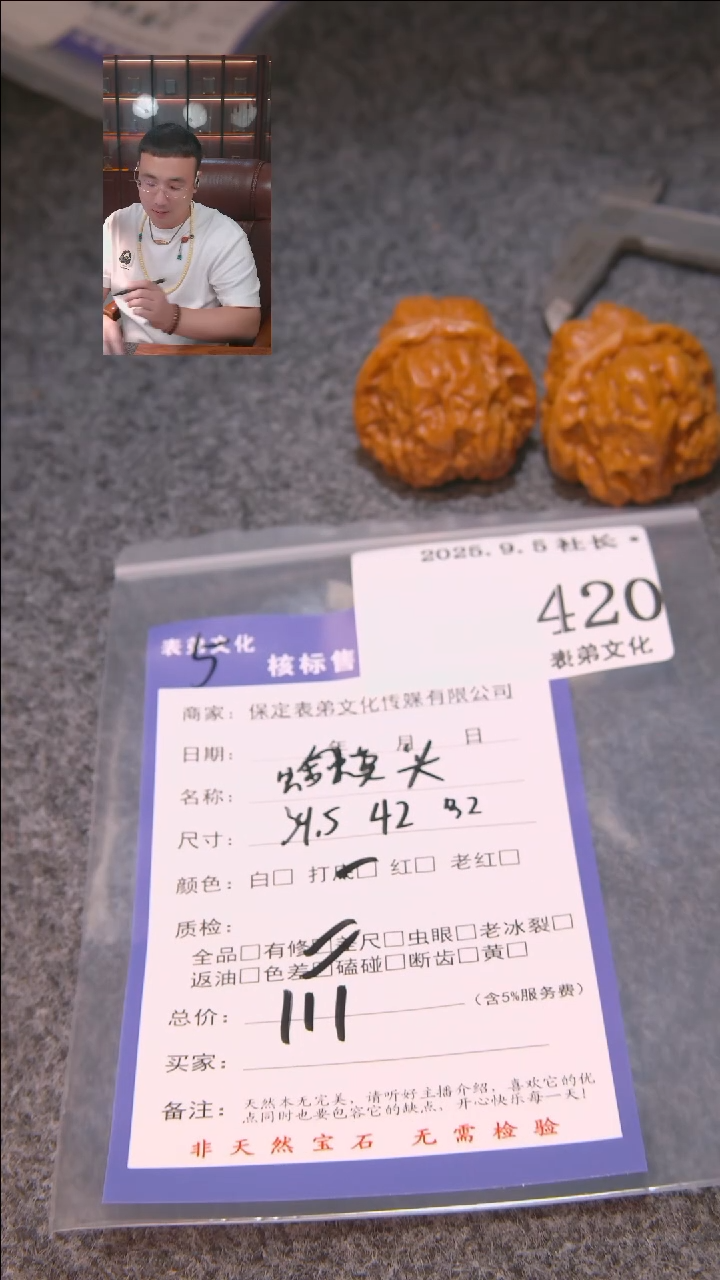 2025.9.5 社长
420
表弟文化
表弟文化
5
核标售
商家: 保定表弟文化传媒有限公司
日期: 年 月 日
名称: 头
尺寸: 41.5 42 32
颜色: 白□ 打底□ 红□ 老红□
质检:
全品□有修□差尺□虫眼□老冰裂□
返油□色差□磕碰□断齿□黄□
总价: 111 (含5%服务费)
买家:
备注: 天然本无完美，请听好主播介绍，喜欢它的优
点同时也要包容它的缺点，开心快乐每一天！
非天然宝石 无需检验